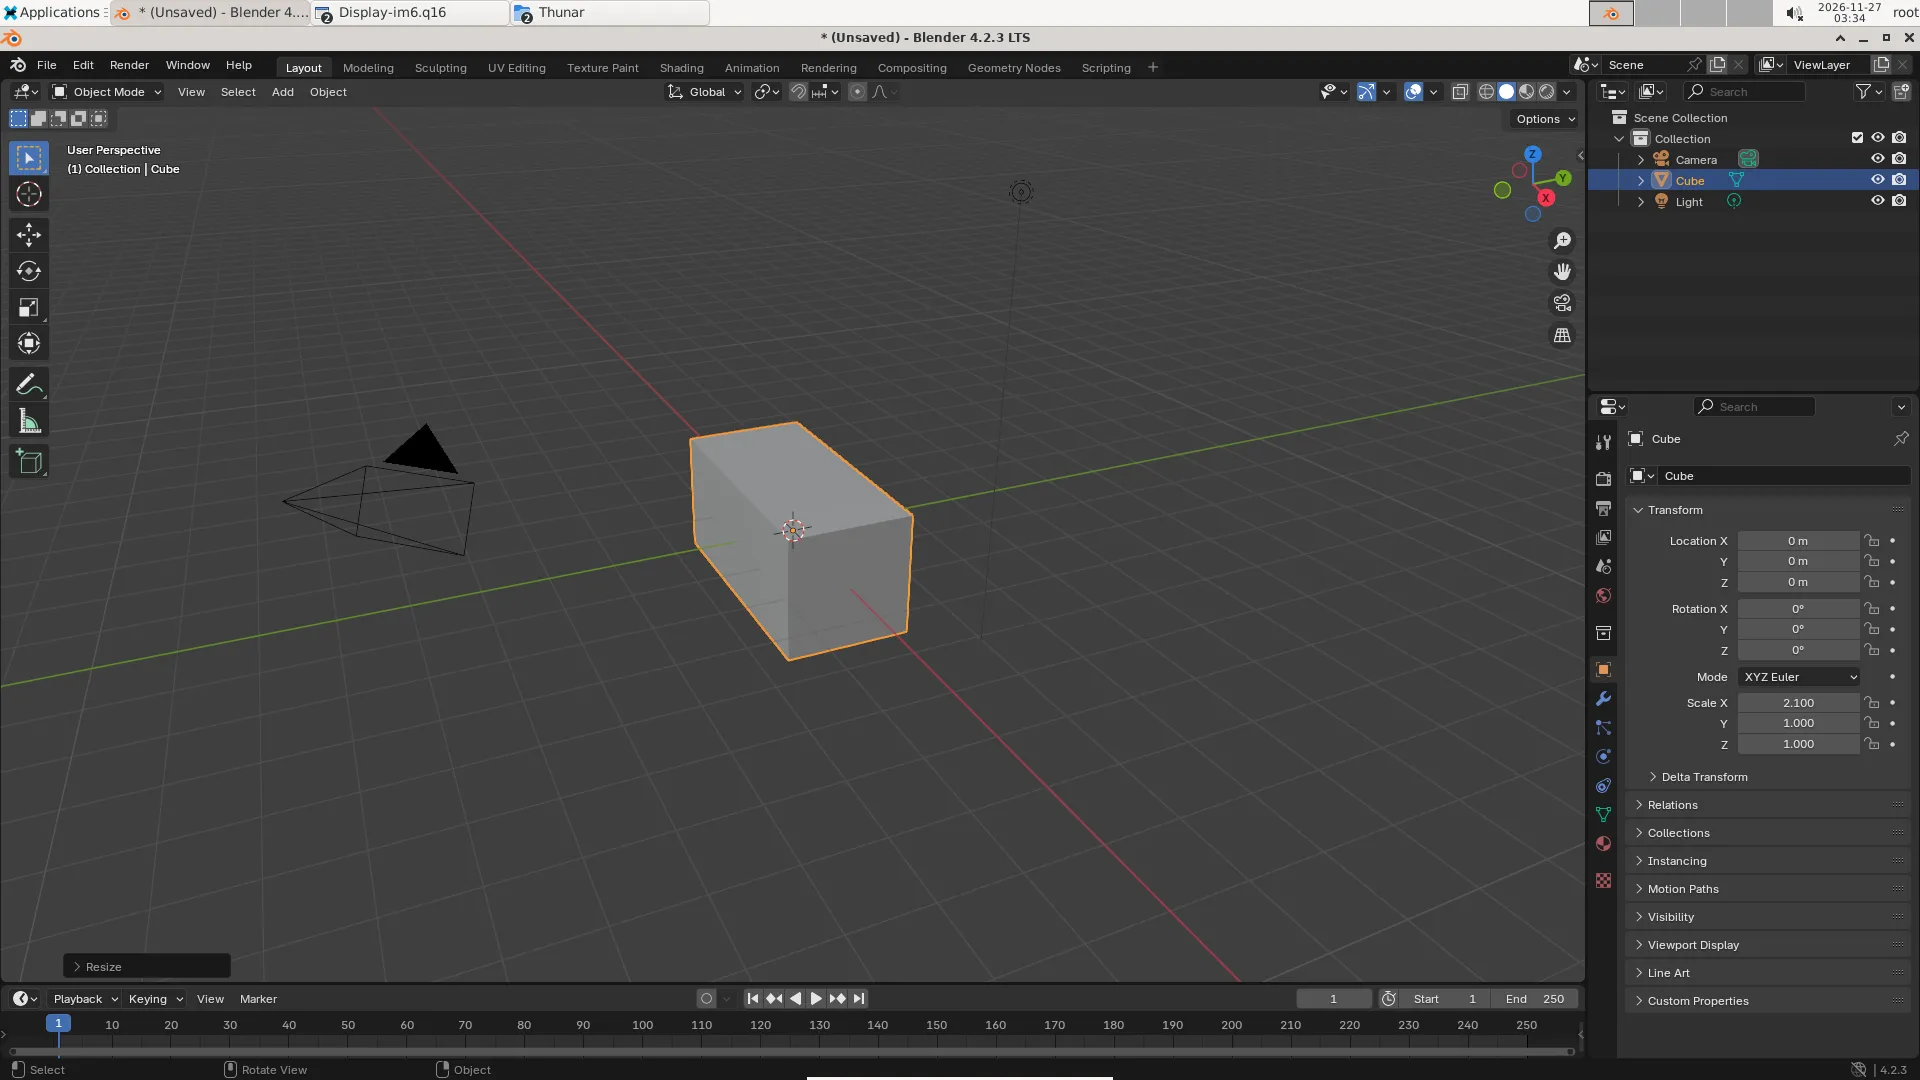 Applications
* (Unsaved) - Blender 4....
2 Display-im6.q16
2 Thunar
2026-11-27
03:34
root
* (Unsaved) - Blender 4.2.3 LTS
File Edit Render Window Help
Layout Modeling Sculpting UV Editing Texture Paint Shading Animation Rendering Compositing Geometry Nodes Scripting +
Scene
ViewLayer
Object Mode View Select Add Object
Global
Search
Options
User Perspective
(1) Collection | Cube
Z
Y
X
Scene Collection
Collection
Camera
Cube
Light
Search
Cube
Cube
Transform
Location X 0 m
Y 0 m
Z 0 m
Rotation X 0°
Y 0°
Z 0°
Mode XYZ Euler
Scale X 2.100
Y 1.000
Z 1.000
Delta Transform
Relations
Collections
Instancing
Motion Paths
Visibility
Viewport Display
Line Art
Custom Properties
Resize
Playback Keying View Marker
1 Start 1 End 250
1 10 20 30 40 50 60 70 80 90 100 110 120 130 140 150 160 170 180 190 200 210 220 230 240 250
Select Rotate View Object
4.2.3